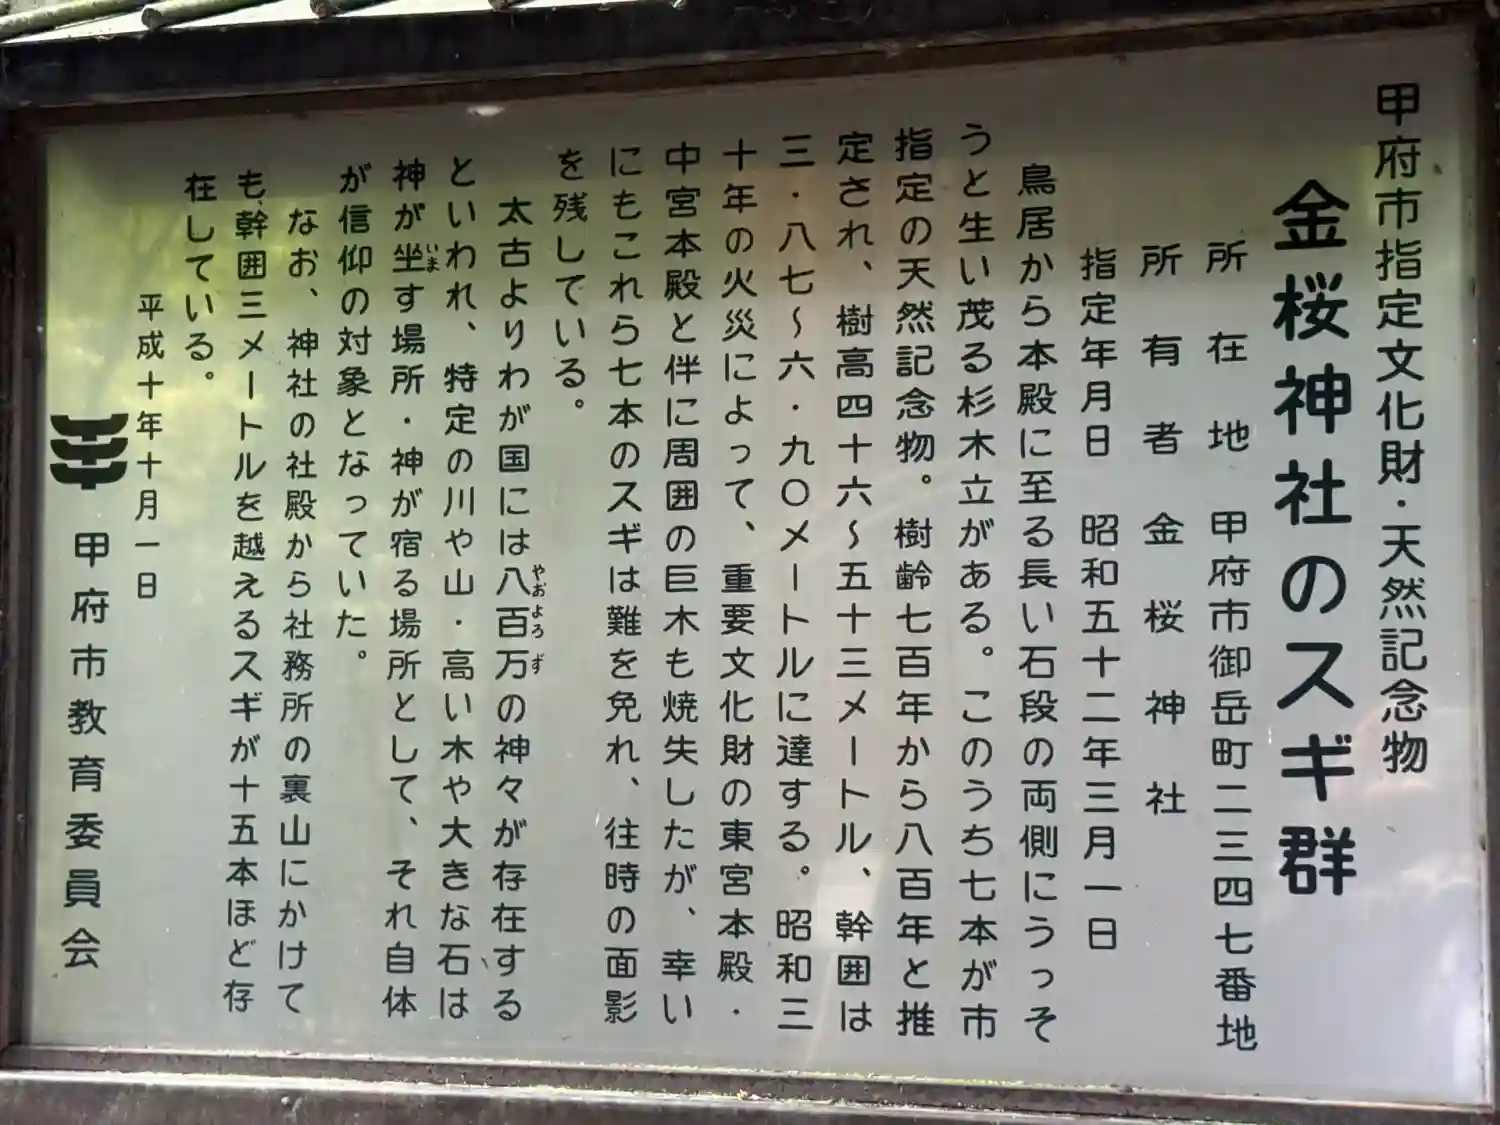 甲府市指定文化財・天然記念物
金桜神社のスギ群
所在地 甲府市御岳町二三四七番地
所有者 金桜神社
指定年月日 昭和五十二年三月一日
鳥居から本殿に至る長い石段の両側にうっそ
うと生い茂る杉木立がある。このうち七本が市
指定の天然記念物。樹齢七百年から八百年と推
定され、樹高四十六〜五十三メートル、幹囲は
三・八七〜六・九〇メートルに達する。昭和三
十年の火災によって、重要文化財の東宮本殿・
中宮本殿と伴に周囲の巨木も焼失したが、幸い
にもこれら七本のスギは難を免れ、往時の面影
を残している。
太古よりわが国には八百万の神々が存在する
やおよろず
といわれ、特定の川や山・高い木や大きな石は
神が坐す場所・神が宿る場所として、それ自体
いま
が信仰の対象となっていた。
なお、神社の社殿から社務所の裏山にかけて
も、幹囲三メートルを越えるスギが十五本ほど存
在している。
平成十年十月一日
甲府市教育委員会